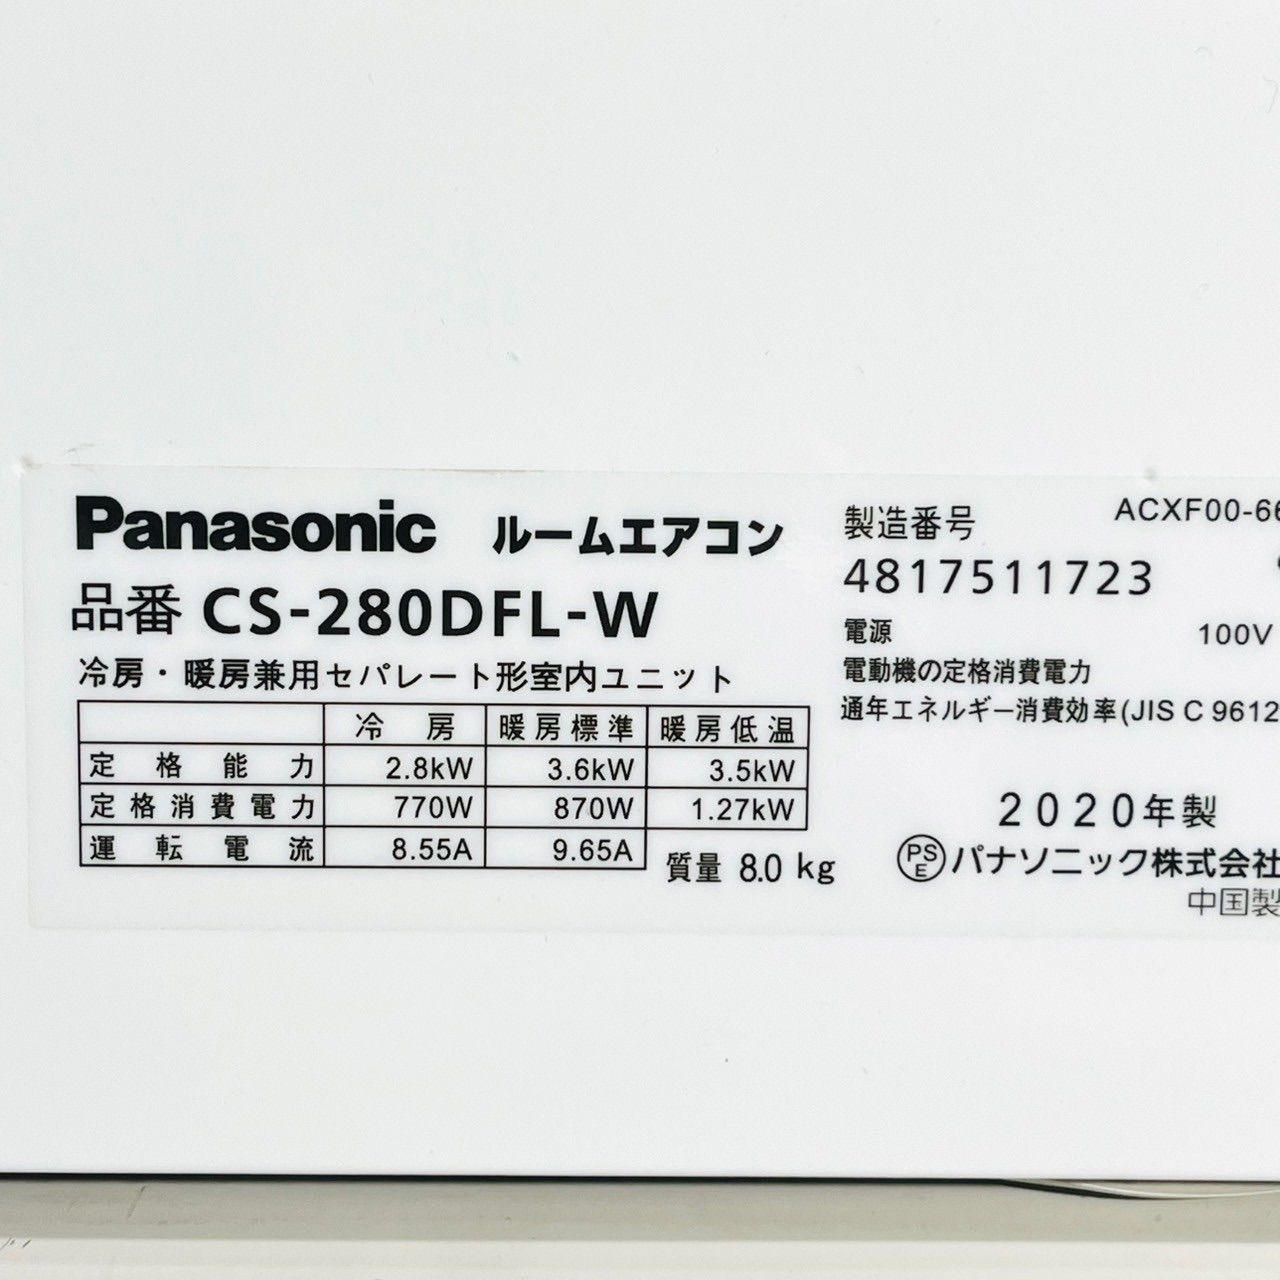 Panasonic ルームエアコン
品番 CS-280DFL-W
冷房・暖房兼用セパレート形室内ユニット
冷房 暖房標準 暖房低温
定格能力 2.8kW 3.6kW 3.5kW
定格消費電力 770W 870W 1.27kW
運転電流 8.55A 9.65A
質量 8.0 kg
製造番号 ACXF00-66
4817511723
電源 100V
電動機の定格消費電力
通年エネルギー消費効率(JIS C 9612
2020年製
PSE パナソニック株式会社
中国製